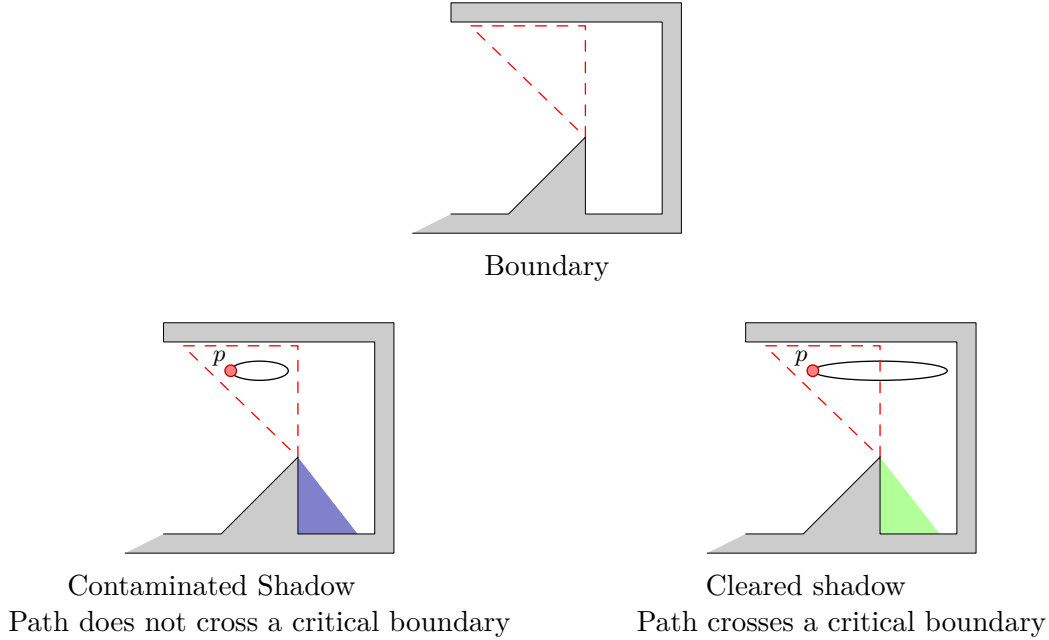 Boundary
p
p
Contaminated Shadow
Path does not cross a critical boundary
Cleared shadow
Path crosses a critical boundary